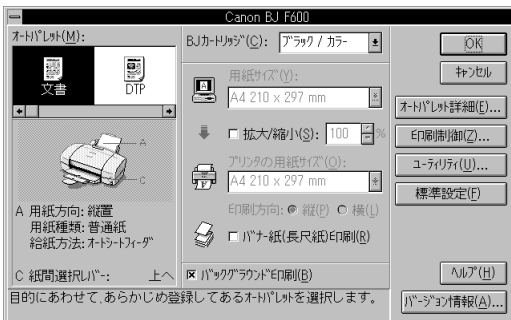 Canon BJ F600
ｵｰﾄﾊﾟﾚｯﾄ(M):
文書
DTP
A
C
A 用紙方向: 縦置
用紙種類: 普通紙
給紙方法: ｵｰﾄｼｰﾄﾌｨｰﾀﾞ
C 紙間選択ﾚﾊﾞｰ: 上へ
BJｶｰﾄﾘｯｼﾞ(C): ﾌﾞﾗｯｸ / ｶﾗｰ
用紙ｻｲｽﾞ(Y):
A4 210 x 297 mm
拡大/縮小(S): 100 %
ﾌﾟﾘﾝﾀの用紙ｻｲｽﾞ(O):
A4 210 x 297 mm
印刷方向: 縦(P) 横(L)
ﾊﾞﾅｰ紙(長尺紙)印刷(R)
ﾊﾞｯｸｸﾞﾗｳﾝﾄﾞ印刷(B)
OK
ｷｬﾝｾﾙ
ｵｰﾄﾊﾟﾚｯﾄ詳細(E)...
印刷制御(Z)...
ﾕｰﾃｨﾘﾃｨ(U)...
標準設定(F)
ﾍﾙﾌﾟ(H)
ﾊﾞｰｼﾞｮﾝ情報(A)...
目的にあわせて、あらかじめ登録してあるｵｰﾄﾊﾟﾚｯﾄを選択します。